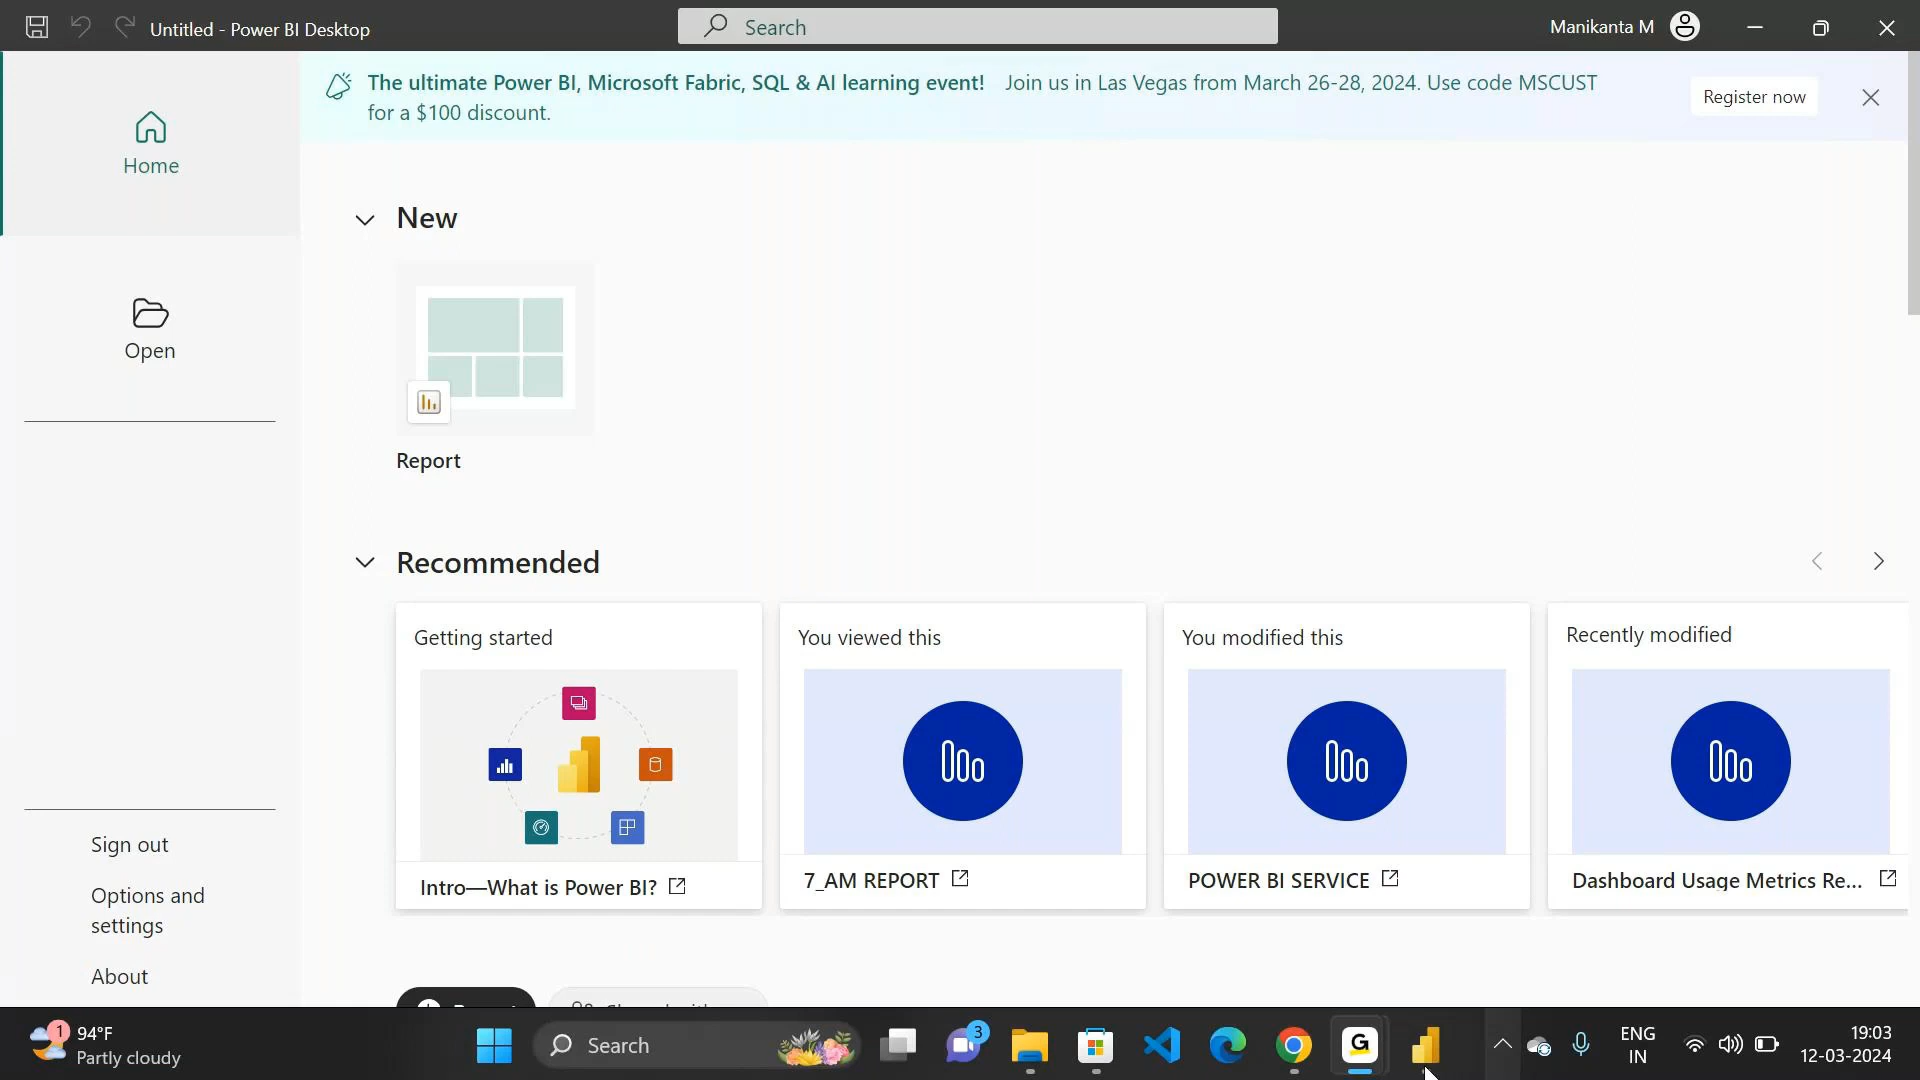 Untitled - Power BI Desktop
Search
Manikanta M
The ultimate Power BI, Microsoft Fabric, SQL & AI learning event! Join us in Las Vegas from March 26-28, 2024. Use code MSCUST
for a $100 discount.
Register now
Home
Open
New
Report
Recommended
Getting started
You viewed this
You modified this
Recently modified
Intro—What is Power BI?
7_AM REPORT
POWER BI SERVICE
Dashboard Usage Metrics Re...
Sign out
Options and
settings
About
1
94°F
Partly cloudy
Search
3
G
ENG
IN
19:03
12-03-2024